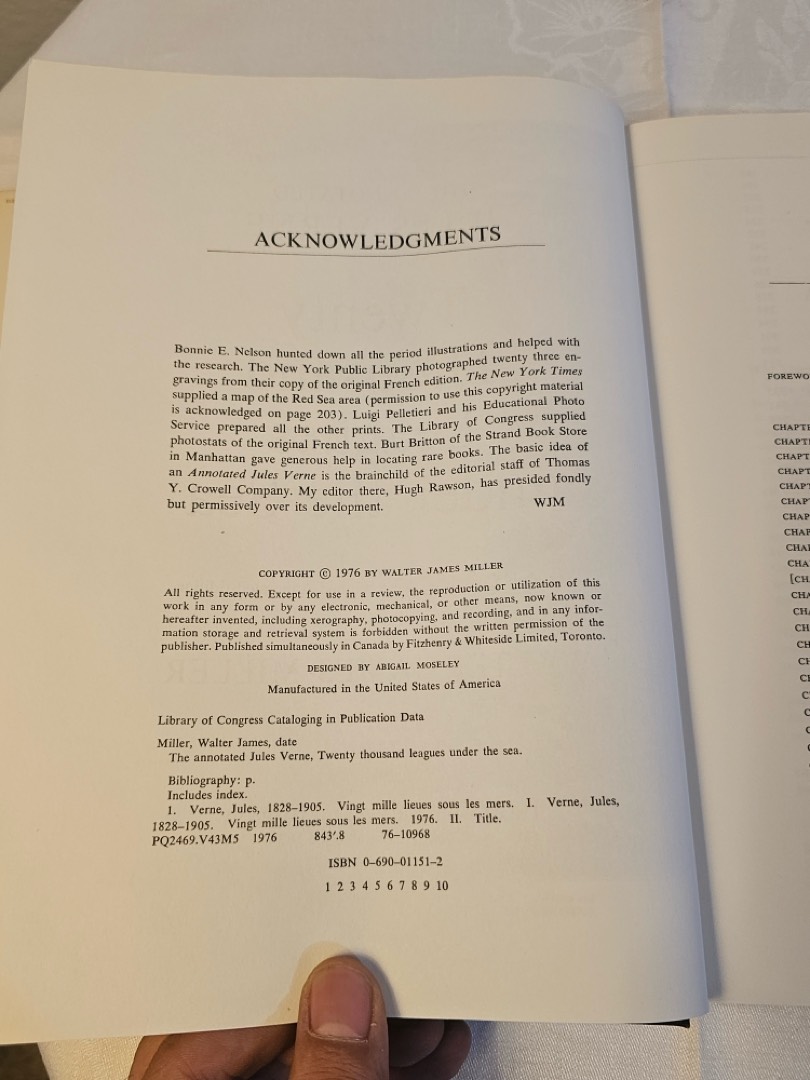 ACKNOWLEDGMENTS
Bonnie E. Nelson hunted down all the period illustrations and helped with
the research. The New York Public Library photographed twenty three en-
gravings from their copy of the original French edition. The New York Times
supplied a map of the Red Sea area (permission to use this copyright material
is acknowledged on page 203). Luigi Pelletieri and his Educational Photo
Service prepared all the other prints. The Library of Congress supplied
photostats of the original French text. Burt Britton of the Strand Book Store
in Manhattan gave generous help in locating rare books. The basic idea of
an Annotated Jules Verne is the brainchild of the editorial staff of Thomas
Y. Crowell Company. My editor there, Hugh Rawson, has presided fondly
but permissively over its development. WJM
COPYRIGHT © 1976 BY WALTER JAMES MILLER
All rights reserved. Except for use in a review, the reproduction or utilization of this
work in any form or by any electronic, mechanical, or other means, now known or
hereafter invented, including xerography, photocopying, and recording, and in any infor-
mation storage and retrieval system is forbidden without the written permission of the
publisher. Published simultaneously in Canada by Fitzhenry & Whiteside Limited, Toronto.
DESIGNED BY ABIGAIL MOSELEY
Manufactured in the United States of America
Library of Congress Cataloging in Publication Data
Miller, Walter James, date
The annotated Jules Verne, Twenty thousand leagues under the sea.
Bibliography: p.
Includes index.
1. Verne, Jules, 1828–1905. Vingt mille lieues sous les mers. I. Verne, Jules,
1828–1905. Vingt mille lieues sous les mers. 1976. II. Title.
PQ2469.V43M5 1976 843'.8 76–10968
ISBN 0–690–01151–2
1 2 3 4 5 6 7 8 9 10
FOREWO
CHAPTE
CHAPT
CHAPT
CHAPT
CHAP
CHAP
CHAP
CHAP
CHA
CHA
[CH
CHA
CHA
CH
CH
CH
C
C
C